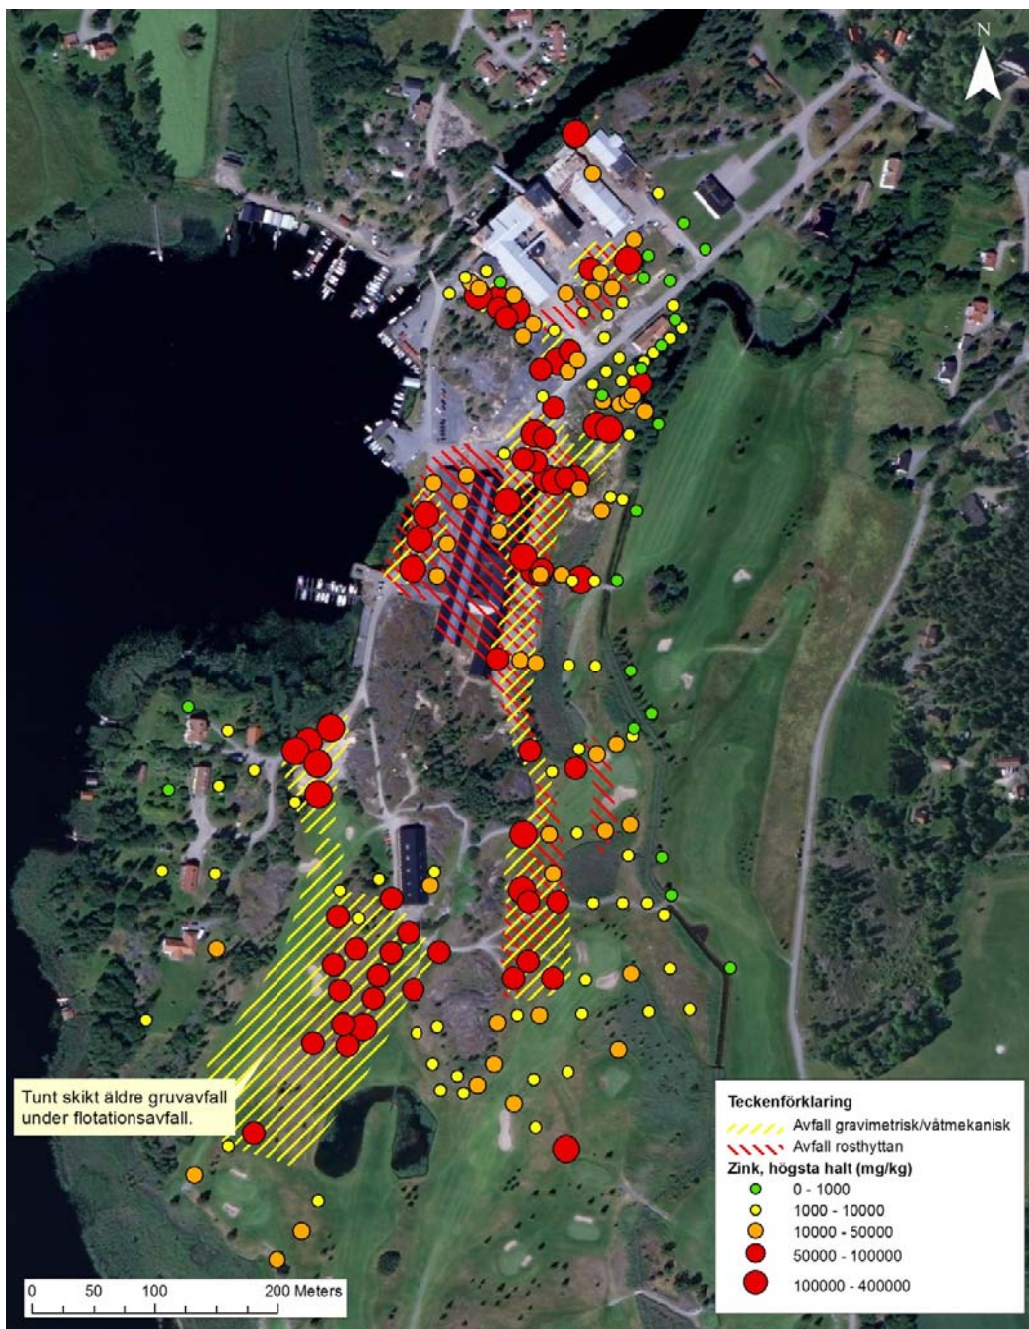 N
Tunt skikt äldre gruvavfall
under flotationsavfall.
Teckenförklaring
Avfall gravimetrisk/våtmekanisk
Avfall rosthyttan
Zink, högsta halt (mg/kg)
0 - 1000
1000 - 10000
10000 - 50000
50000 - 100000
100000 - 400000
0 50 100 200 Meters